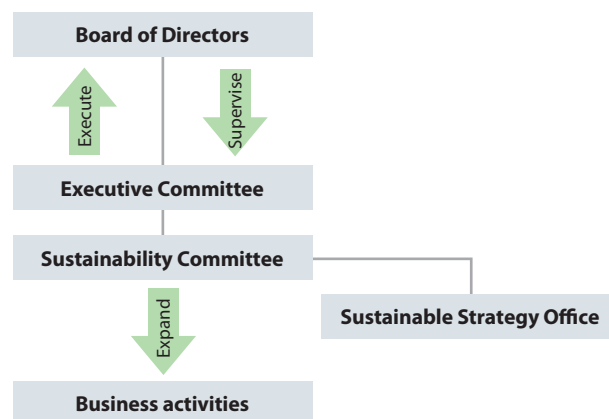 Board of Directors
Execute
Supervise
Executive Committee
Sustainability Committee
Expand
Sustainable Strategy Office
Business activities